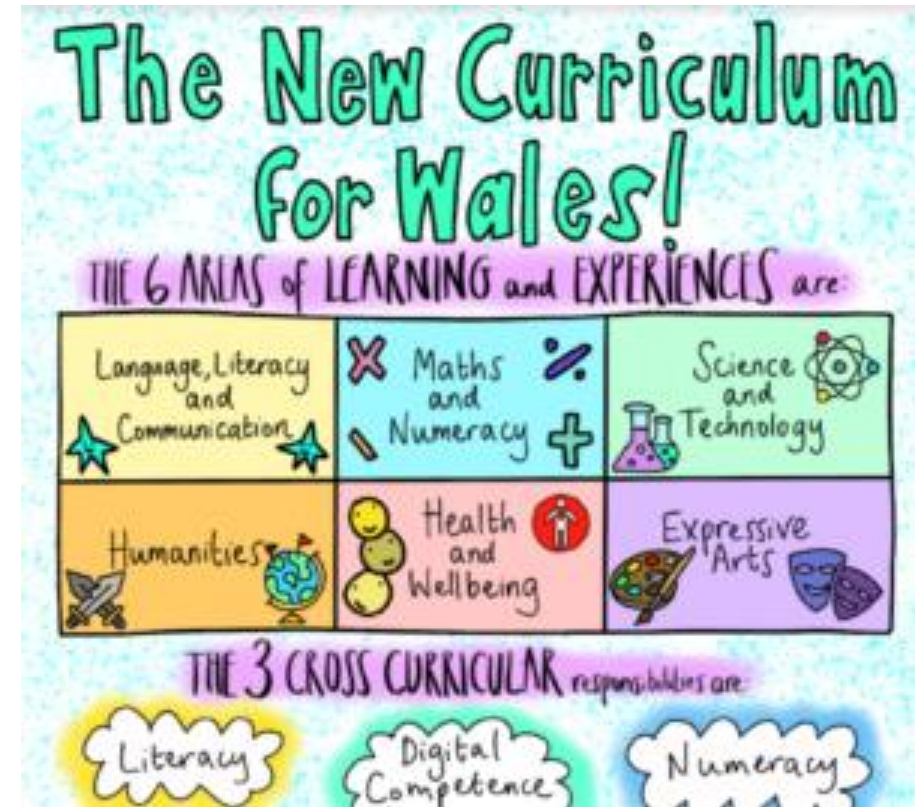 The New Curriculum
for Wales!
THE 6 AREAS of LEARNING and EXPERIENCES are:
Language, Literacy
and
Communication
Maths
and
Numeracy
Science
and
Technology
Humanities
Health
and
Wellbeing
Expressive
Arts
THE 3 CROSS CURRICULAR responsibilities are:
Literacy
Digital
Competence
Numeracy